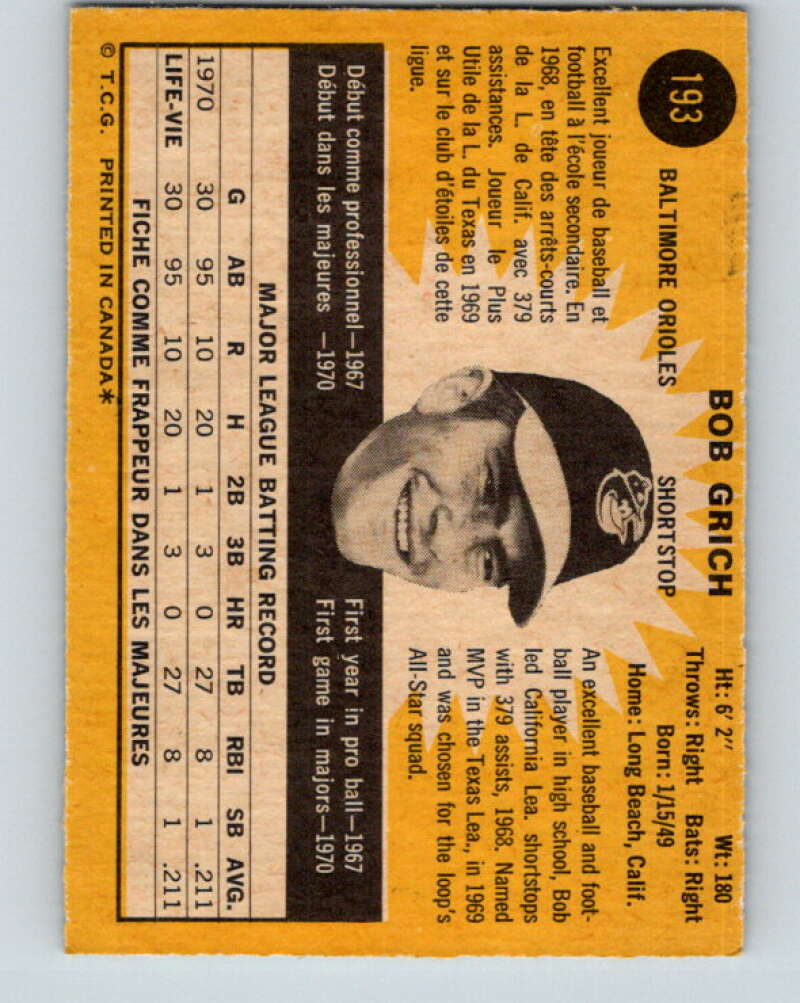 193
BOB GRICH
BALTIMORE ORIOLES SHORTSTOP
Ht: 6' 2" Wt: 180
Throws: Right Bats: Right
Born: 1/15/49
Home: Long Beach, Calif.
Excellent joueur de baseball et
football à l'école secondaire. En
1968, en tête des arrêts-courts
de la L. de Calif. avec 379
assistances. Joueur le Plus
Utile de la L. du Texas en 1969
et sur le club d'étoiles de cette
ligue.
An excellent baseball and foot-
ball player in high school, Bob
led California Lea. shortstops
with 379 assists, 1968. Named
MVP in the Texas Lea., in 1969
and was chosen for the loop's
All-Star squad.
Début comme professionnel—1967
Début dans les majeures —1970
First year in pro ball—1967
First game in majors—1970
MAJOR LEAGUE BATTING RECORD
G AB R H 2B 3B HR TB RBI SB AVG.
1970 30 95 10 20 1 3 0 27 8 1 .211
LIFE-VIE 30 95 10 20 1 3 0 27 8 1 .211
FICHE COMME FRAPPEUR DANS LES MAJEURES
© T.C.G. PRINTED IN CANADA*